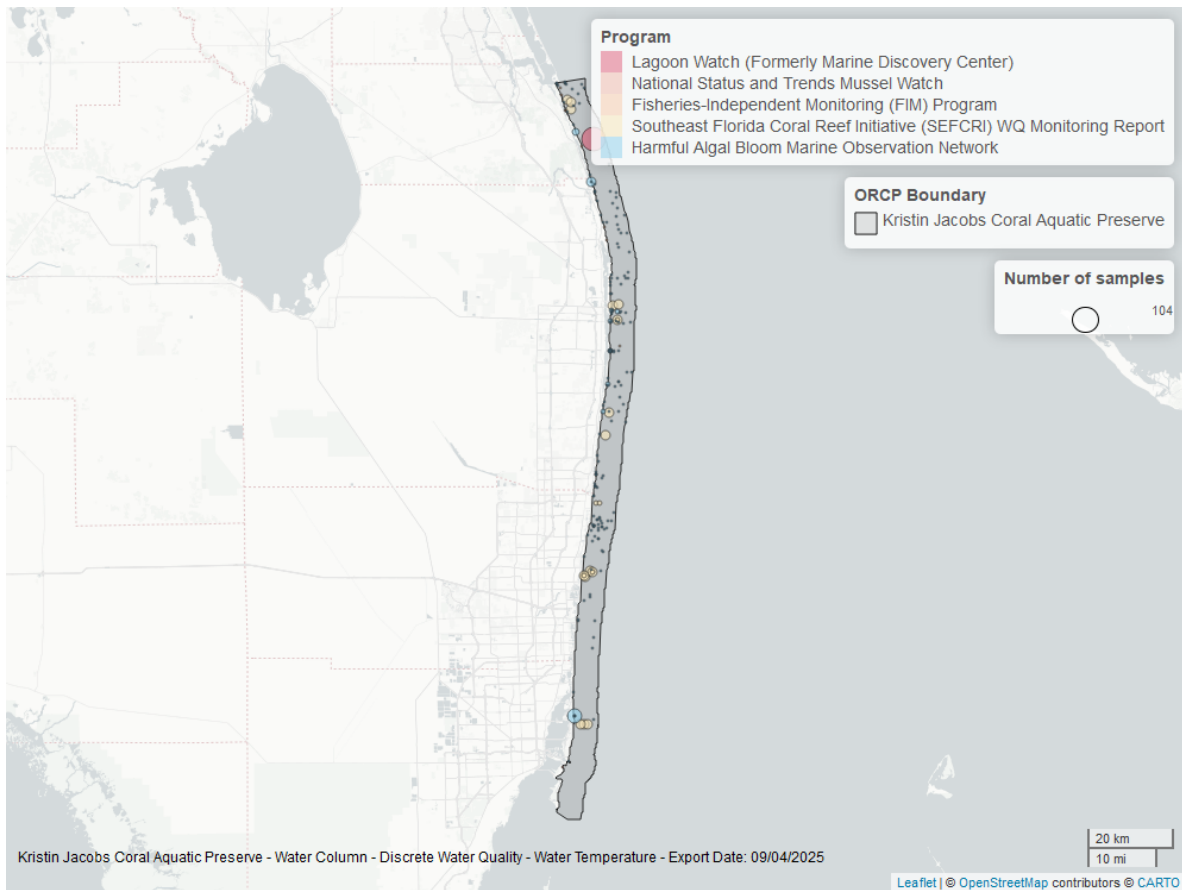 Program
Lagoon Watch (Formerly Marine Discovery Center)
National Status and Trends Mussel Watch
Fisheries-Independent Monitoring (FIM) Program
Southeast Florida Coral Reef Initiative (SEFCRI) WQ Monitoring Report
Harmful Algal Bloom Marine Observation Network
ORCP Boundary
Kristin Jacobs Coral Aquatic Preserve
Number of samples
104
20 km
10 mi
Kristin Jacobs Coral Aquatic Preserve - Water Column - Discrete Water Quality - Water Temperature - Export Date: 09/04/2025
Leaflet | © OpenStreetMap contributors © CARTO